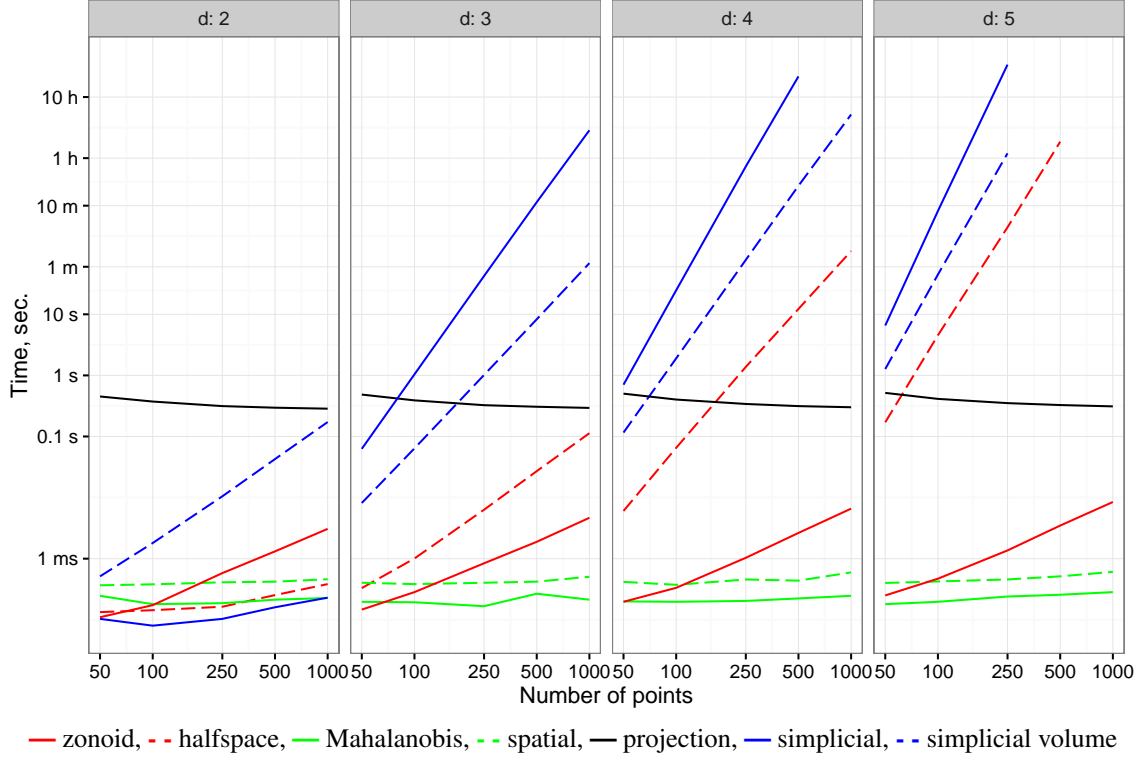 d: 2
d: 3
d: 4
d: 5
Time, sec.
10 h
1 h
10 m
1 m
10 s
1 s
0.1 s
1 ms
50 100 250 500 1000
50 100 250 500 1000
50 100 250 500 1000
50 100 250 500 1000
Number of points
zonoid, halfspace, Mahalanobis, spatial, projection, simplicial, simplicial volume